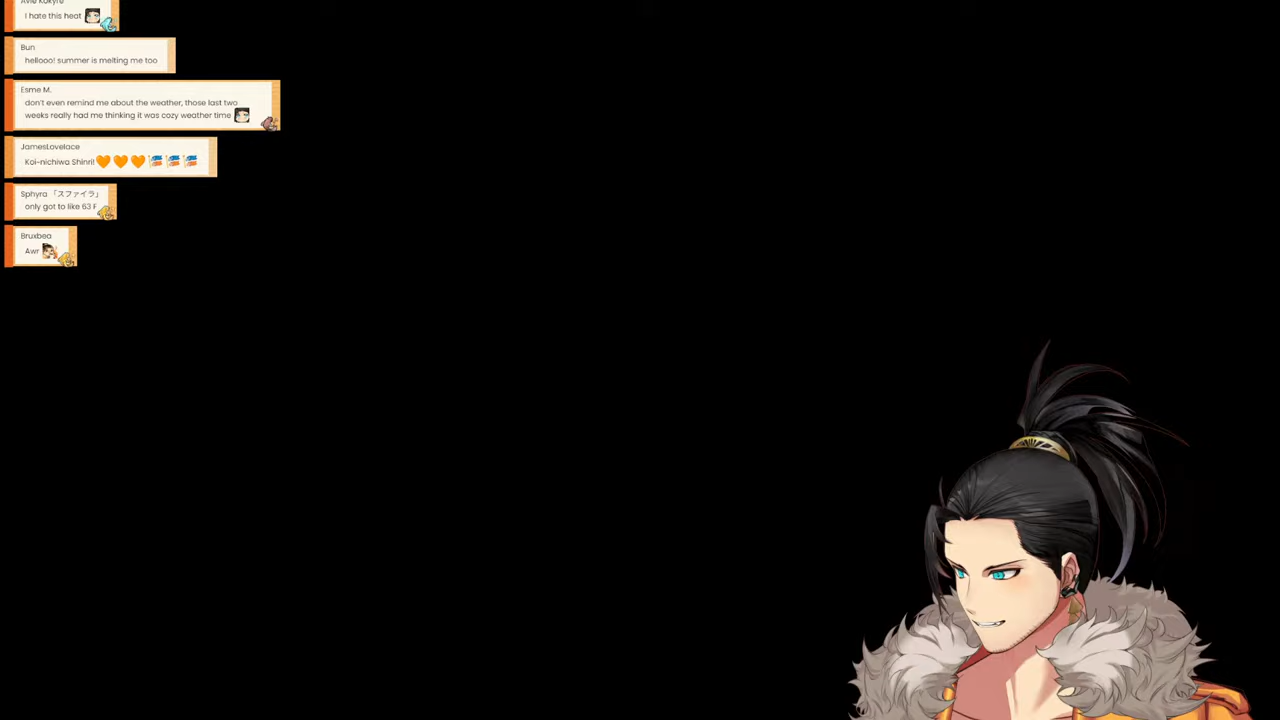 Avie Kokyre
I hate this heat
Bun
hellooo! summer is melting me too
Esme M.
don't even remind me about the weather, those last two
weeks really had me thinking it was cozy weather time
JamesLovelace
Koi-nichiwa Shinri!🧡🧡🧡
Sphyra 「スファイラ」
only got to like 63 F
Bruxbea
Awr